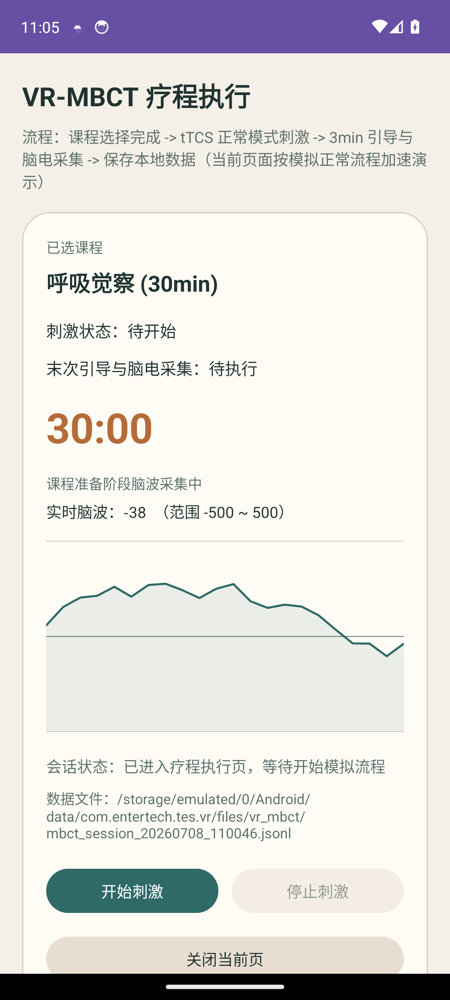 11:05
VR-MBCT 疗程执行
流程：课程选择完成 -> tTCS 正常模式刺激 -> 3min 引导与
脑电采集 -> 保存本地数据（当前页面按模拟正常流程加速演
示）
已选课程
呼吸觉察 (30min)
刺激状态：待开始
末次引导与脑电采集：待执行
30:00
课程准备阶段脑波采集中
实时脑波：-38 （范围 -500 ~ 500）
会话状态：已进入疗程执行页，等待开始模拟流程
数据文件：/storage/emulated/0/Android/
data/com.entertech.tes.vr/files/vr_mbct/
mbct_session_20260708_110046.jsonl
开始刺激
停止刺激
关闭当前页